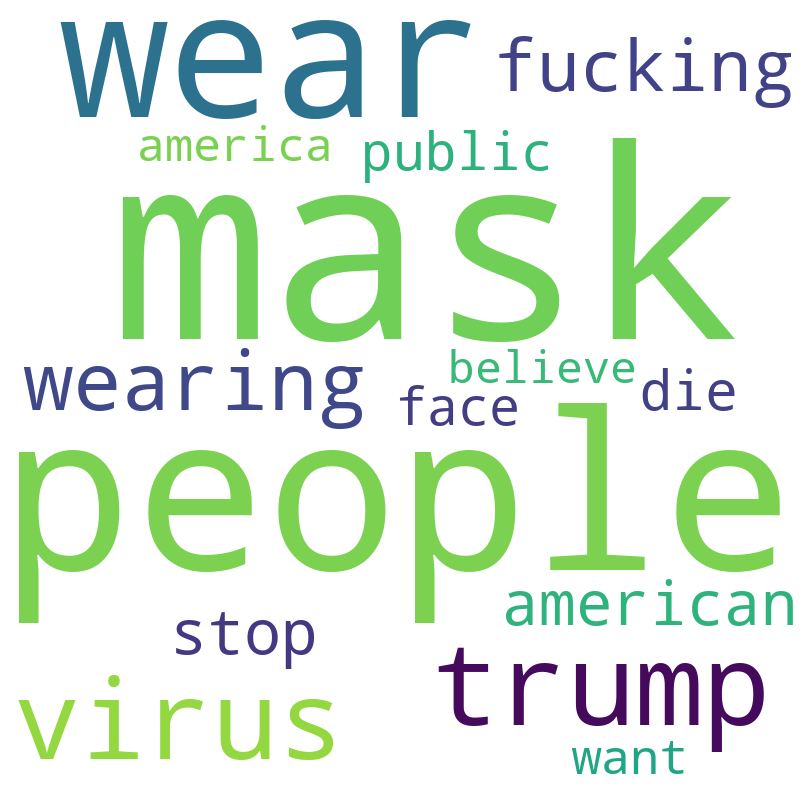 wear fucking
america public
mask
wearing believe
face die
people
stop american
virus trump
want